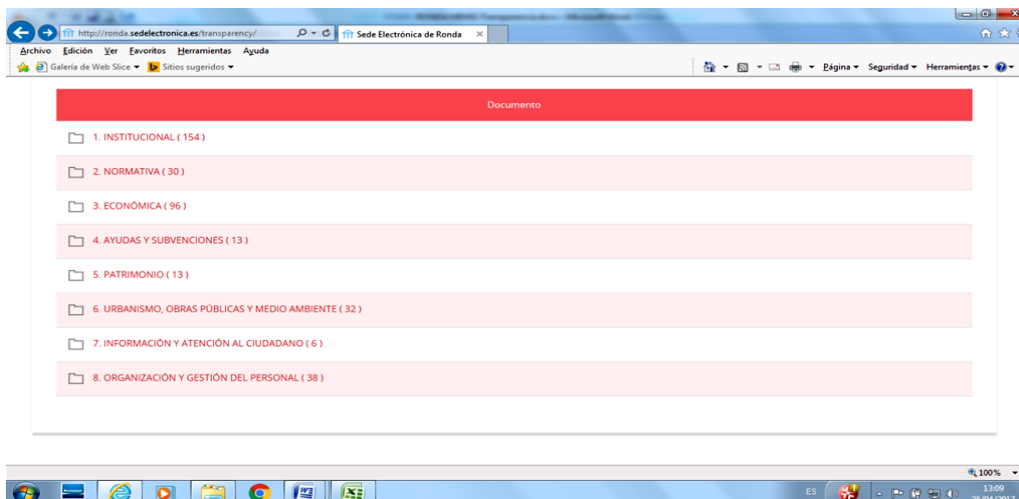 http://ronda.sedelectronica.es/transparency/
Sede Electrónica de Ronda
Archivo Edición Ver Favoritos Herramientas Ayuda
Galería de Web Slice Sitios sugeridos
Página Seguridad Herramientas
Documento
1. INSTITUCIONAL ( 154 )
2. NORMATIVA ( 30 )
3. ECONÓMICA ( 96 )
4. AYUDAS Y SUBVENCIONES ( 13 )
5. PATRIMONIO ( 13 )
6. URBANISMO, OBRAS PÚBLICAS Y MEDIO AMBIENTE ( 32 )
7. INFORMACIÓN Y ATENCIÓN AL CIUDADANO ( 6 )
8. ORGANIZACIÓN Y GESTIÓN DEL PERSONAL ( 38 )
100%
ES
13:09